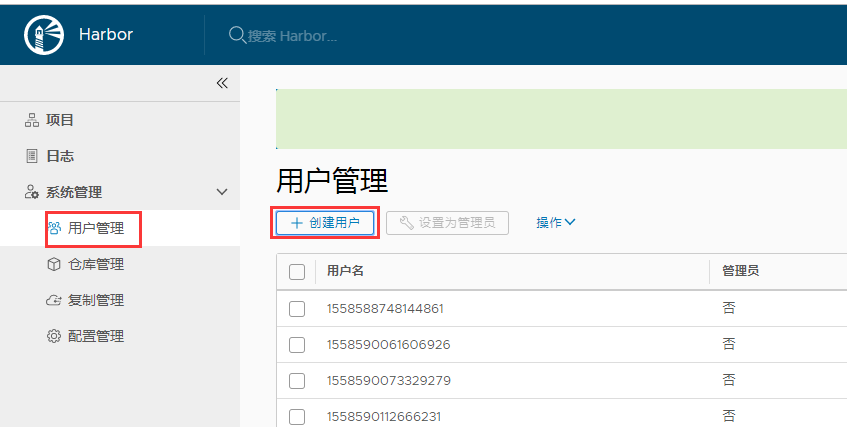 Harbor
搜索 Harbor...
项目
日志
系统管理
用户管理
仓库管理
复制管理
配置管理
用户管理
创建用户 设置为管理员 操作
用户名 管理员
1558588748144861 否
1558590061606926 否
1558590073329279 否
1558590112666231 否